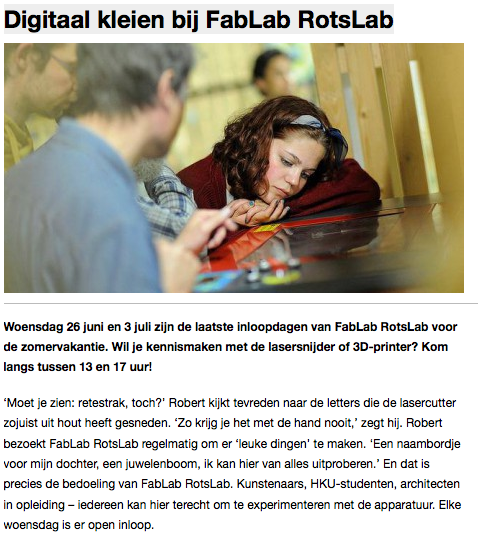 Digitaal kleien bij FabLab RotsLab
Woensdag 26 juni en 3 juli zijn de laatste inloopdagen van FabLab RotsLab voor
de zomervakantie. Wil je kennismaken met de lasersnijder of 3D-printer? Kom
langs tussen 13 en 17 uur!
‘Moet je zien: retestrak, toch?’ Robert kijkt tevreden naar de letters die de lasercutter
zojuist uit hout heeft gesneden. ‘Zo krijg je het met de hand nooit,’ zegt hij. Robert
bezoekt FabLab RotsLab regelmatig om er ‘leuke dingen’ te maken. ‘Een naambordje
voor mijn dochter, een juwelenboom, ik kan hier van alles uitproberen.’ En dat is
precies de bedoeling van FabLab RotsLab. Kunstenaars, HKU-studenten, architecten
in opleiding – iedereen kan hier terecht om te experimenteren met de apparatuur. Elke
woensdag is er open inloop.